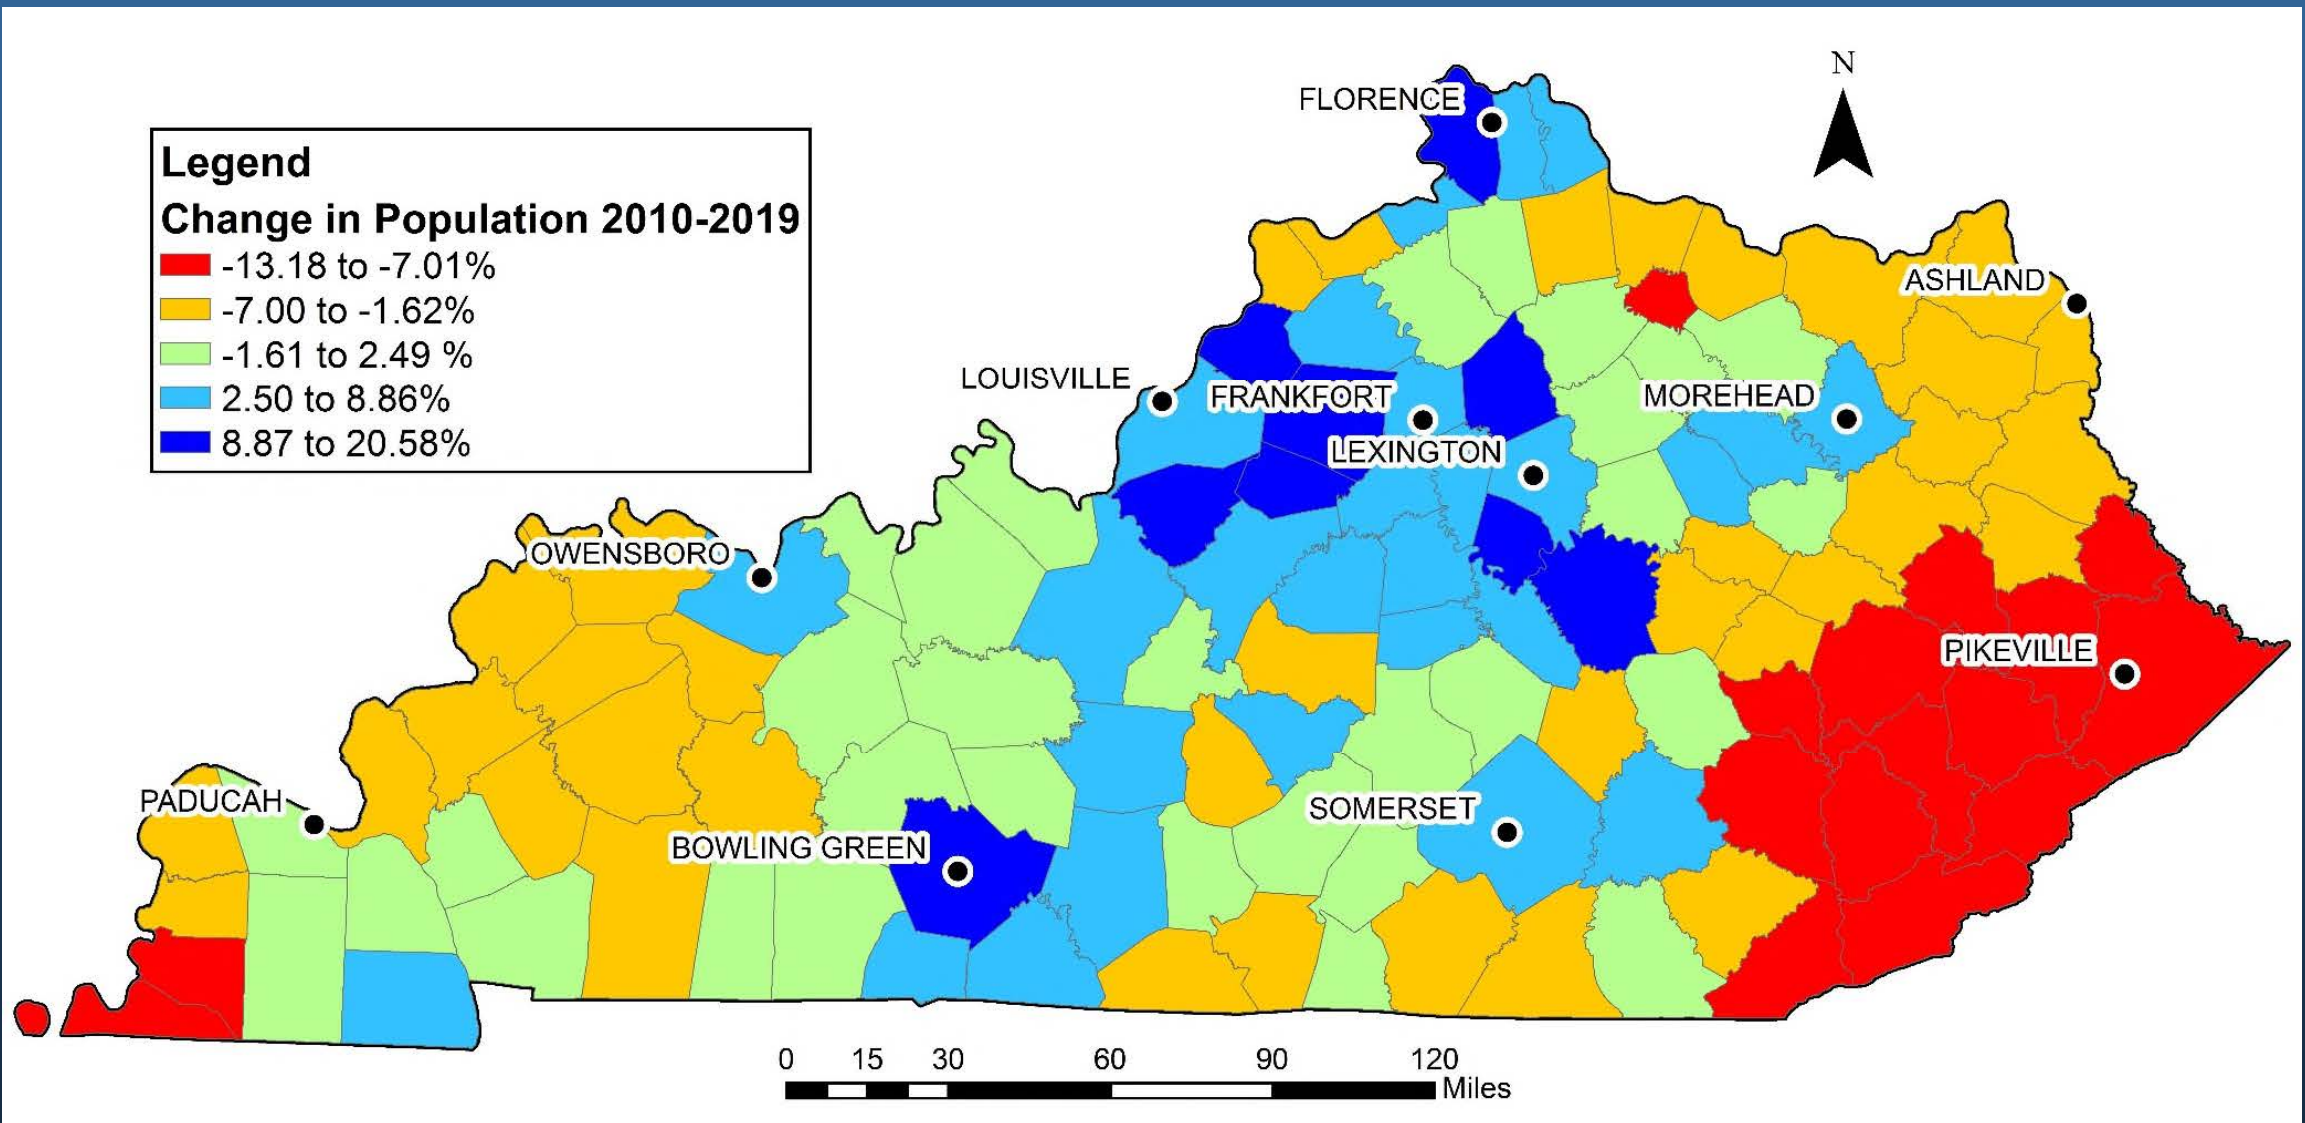 N
FLORENCE
Legend
Change in Population 2010-2019
-13.18 to -7.01%
-7.00 to -1.62%
-1.61 to 2.49 %
2.50 to 8.86%
8.87 to 20.58%
ASHLAND
LOUISVILLE
FRANKFORT
MOREHEAD
LEXINGTON
OWENSBORO
PIKEVILLE
PADUCAH
SOMERSET
BOWLING GREEN
0 15 30 60 90 120
Miles